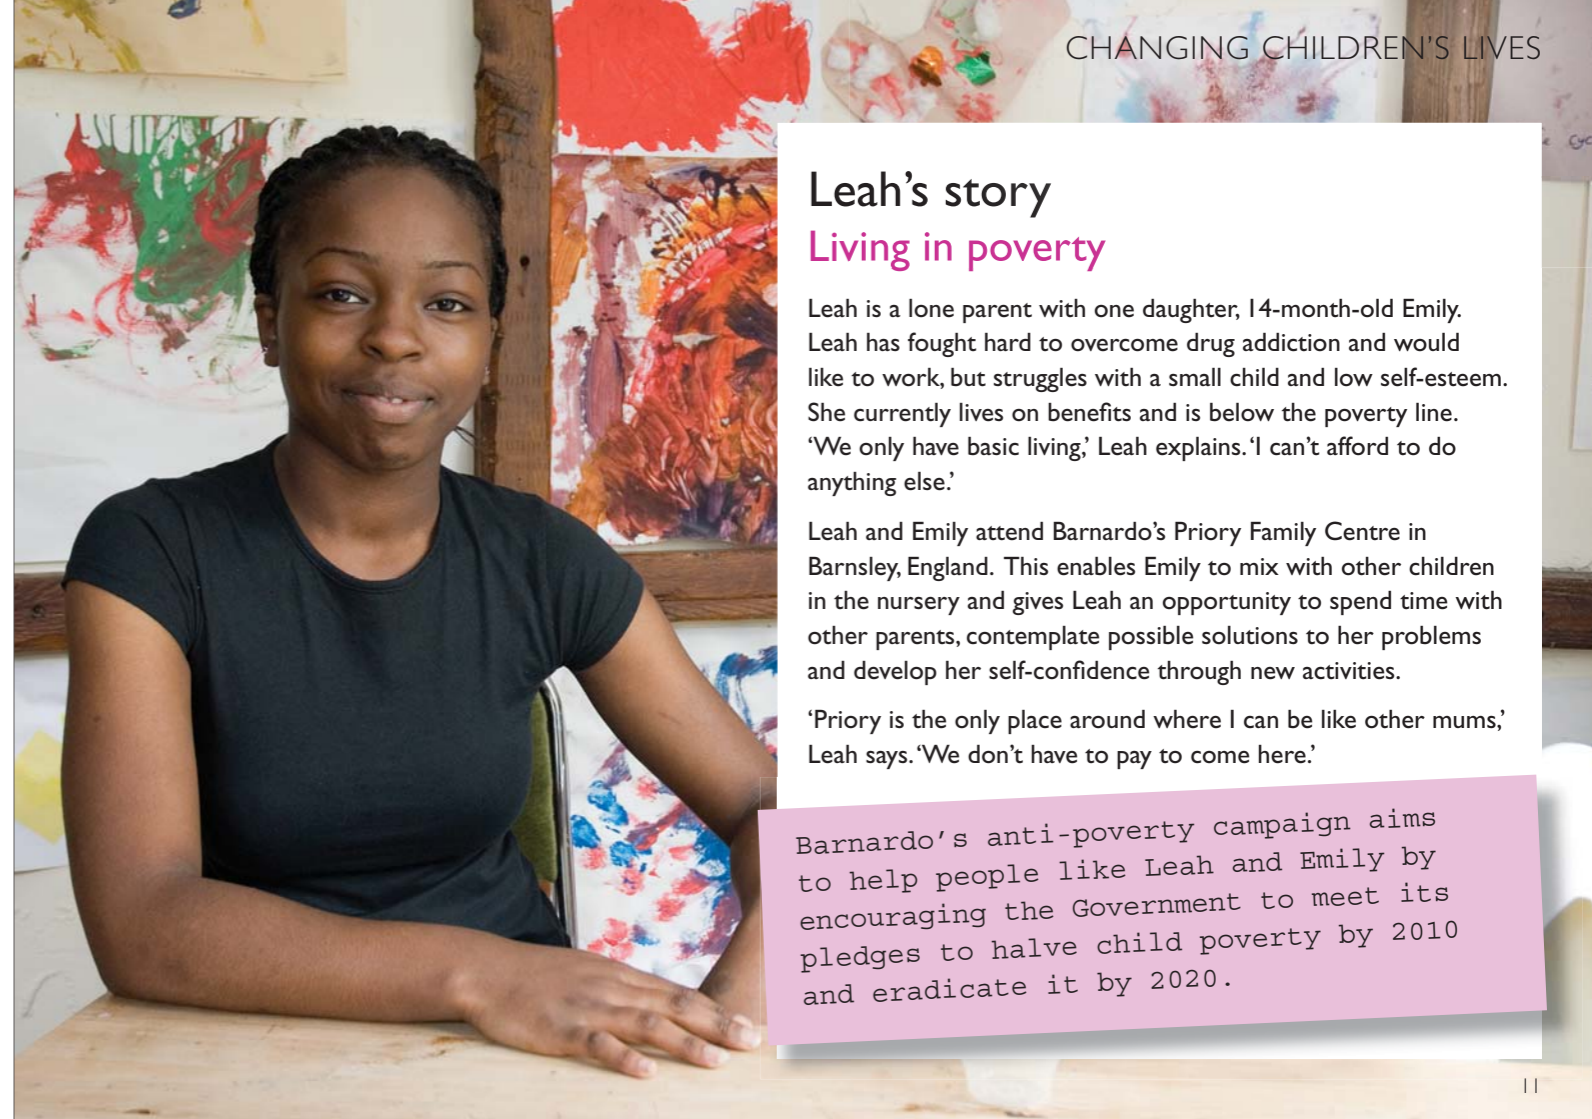 CHANGING CHILDREN'S LIVES
Leah's story
Living in poverty
Leah is a lone parent with one daughter, 14-month-old Emily.
Leah has fought hard to overcome drug addiction and would
like to work, but struggles with a small child and low self-esteem.
She currently lives on benefits and is below the poverty line.
‘We only have basic living,’ Leah explains. ‘I can’t afford to do
anything else.’
Leah and Emily attend Barnardo’s Priory Family Centre in
Barnsley, England. This enables Emily to mix with other children
in the nursery and gives Leah an opportunity to spend time with
other parents, contemplate possible solutions to her problems
and develop her self-confidence through new activities.
‘Priory is the only place around where I can be like other mums,’
Leah says. ‘We don’t have to pay to come here.’
Barnardo’s anti-poverty campaign aims
to help people like Leah and Emily by
encouraging the Government to meet its
pledges to halve child poverty by 2010
and eradicate it by 2020.
11